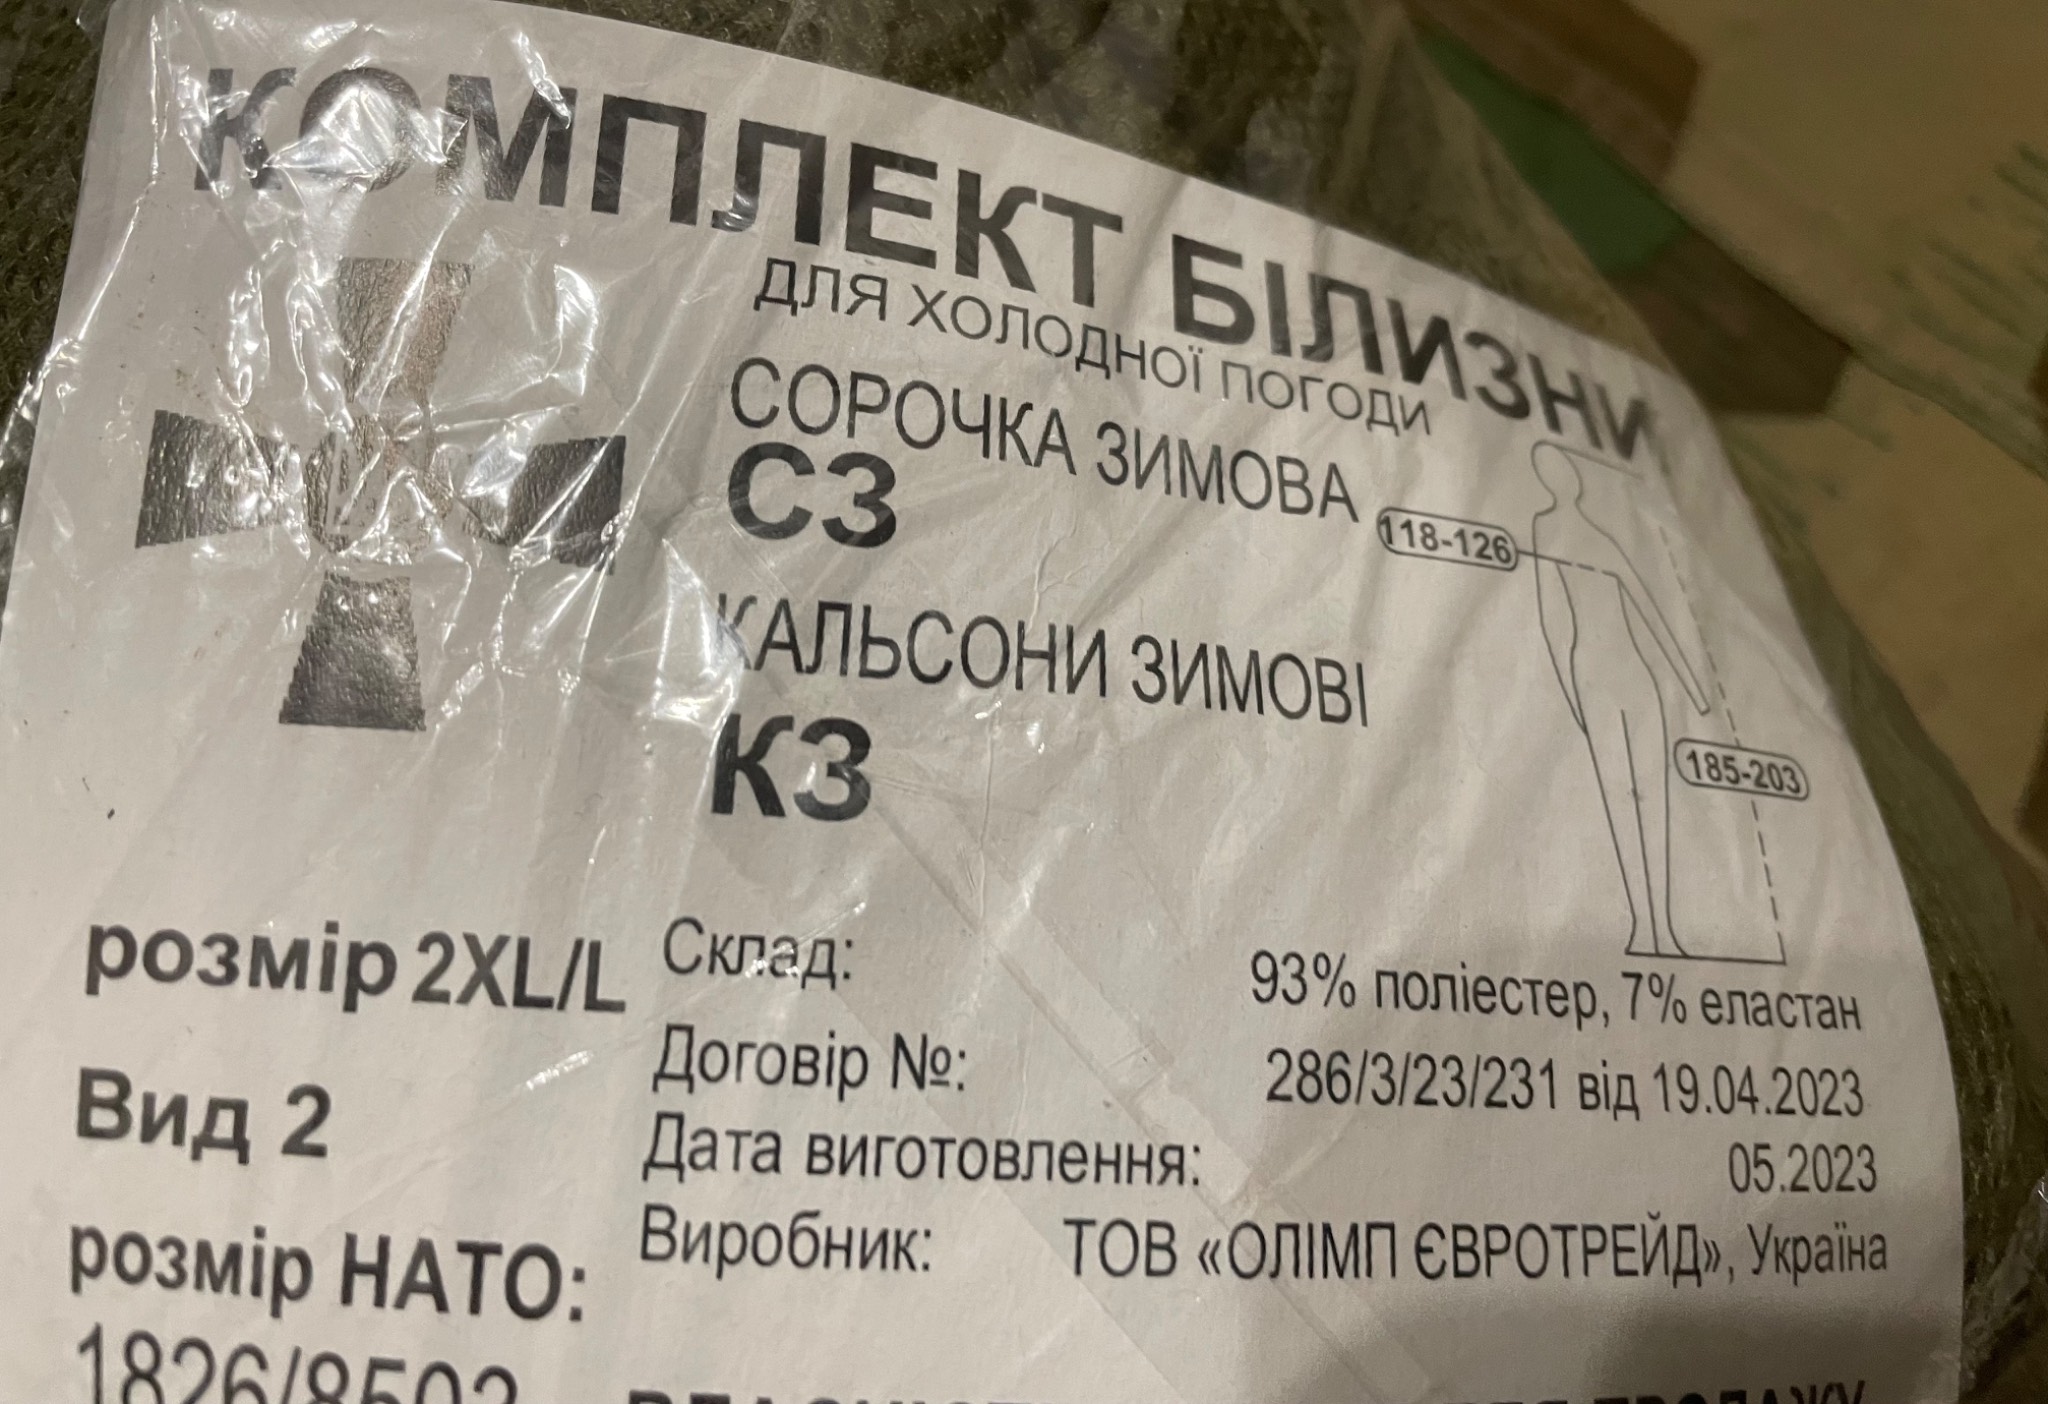 КОМПЛЕКТ БІЛИЗНИ
ДЛЯ ХОЛОДНОЇ ПОГОДИ
СОРОЧКА ЗИМОВА
СЗ
118-126
КАЛЬСОНИ ЗИМОВІ
КЗ
185-203
розмір 2XL/L
Вид 2
розмір НАТО:
1826/8502
Склад: 93% поліестер, 7% еластан
Договір №: 286/3/23/231 від 19.04.2023
Дата виготовлення: 05.2023
Виробник: ТОВ «ОЛІМП ЄВРОТРЕЙД», Україна